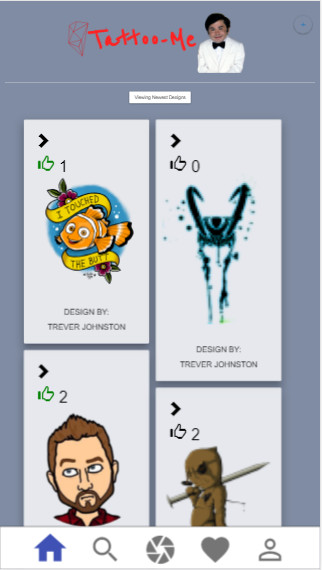 Tattoo-Me
+
Viewing Newest Designs
1
I TOUCHED
THE BUTT
DESIGN BY:
TREVER JOHNSTON
0
DESIGN BY:
TREVER JOHNSTON
2
2